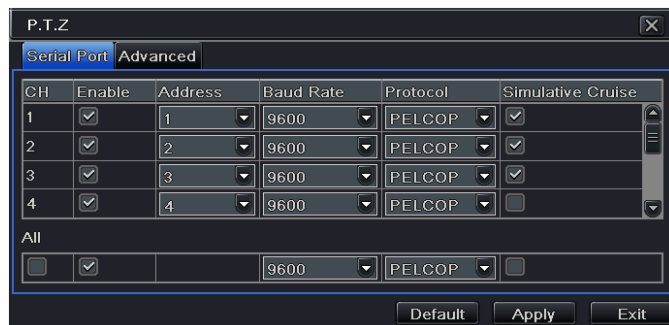 P.T.Z
Serial Port Advanced
CH Enable Address Baud Rate Protocol Simulative Cruise
1 1 9600 PELCOP
2 2 9600 PELCOP
3 3 9600 PELCOP
4 4 9600 PELCOP
All
9600 PELCOP
Default Apply Exit